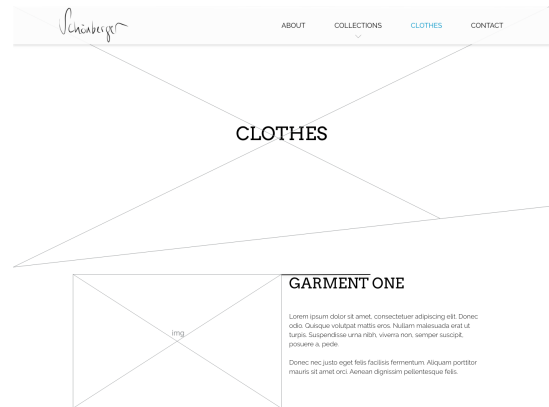 Schönberger
ABOUT COLLECTIONS CLOTHES CONTACT
CLOTHES
img
GARMENT ONE
Lorem ipsum dolor sit amet, consectetuer adipiscing elit. Donec
odio. Quisque volutpat mattis eros. Nullam malesuada erat ut
turpis. Suspendisse urna nibh, viverra non, semper suscipit,
posuere a, pede.
Donec nec justo eget felis facilisis fermentum. Aliquam porttitor
mauris sit amet orci. Aenean dignissim pellentesque felis.